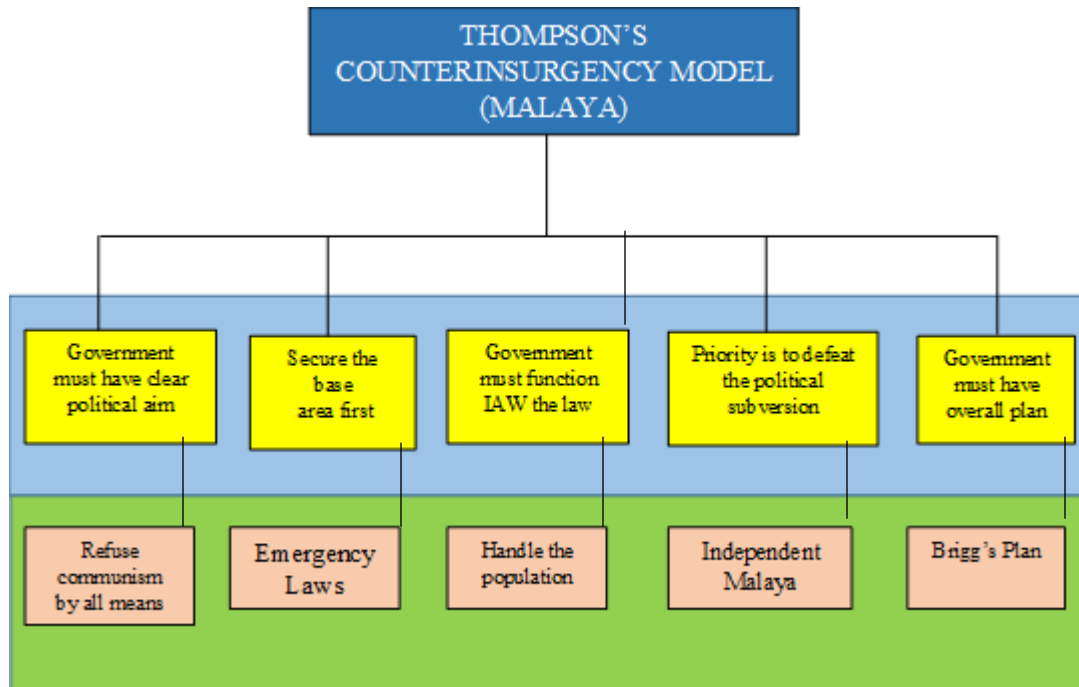 THOMPSON'S
COUNTERINSURGENCY MODEL
(MALAYA)
Government
must have clear
political aim
Secure the
base
area first
Government
must function
IAW the law
Priority is to defeat
the political
subversion
Government
must have
overall plan
Refuse
communism
by all means
Emergency
Laws
Handle the
population
Independent
Malaya
Brigg's Plan